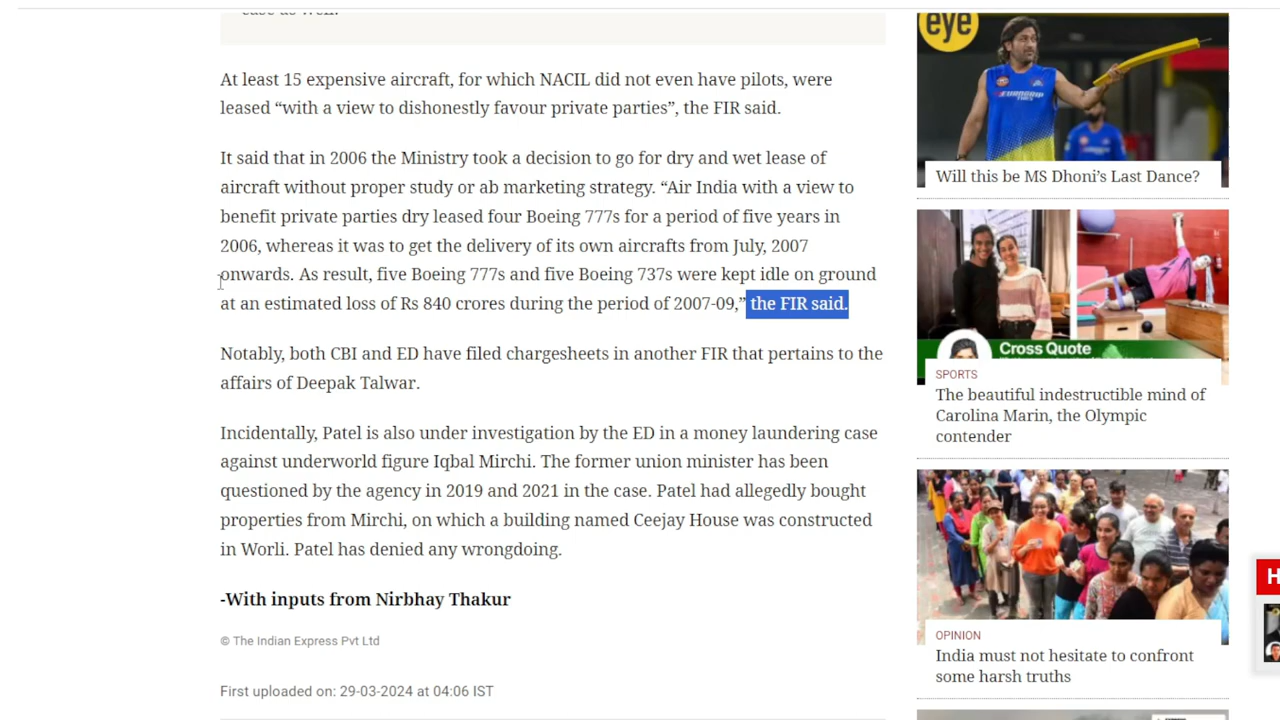 case as well.
At least 15 expensive aircraft, for which NACIL did not even have pilots, were
leased “with a view to dishonestly favour private parties”, the FIR said.
It said that in 2006 the Ministry took a decision to go for dry and wet lease of
aircraft without proper study or ab marketing strategy. “Air India with a view to
benefit private parties dry leased four Boeing 777s for a period of five years in
2006, whereas it was to get the delivery of its own aircrafts from July, 2007
onwards. As result, five Boeing 777s and five Boeing 737s were kept idle on ground
at an estimated loss of Rs 840 crores during the period of 2007-09,” the FIR said.
Notably, both CBI and ED have filed chargesheets in another FIR that pertains to the
affairs of Deepak Talwar.
Incidentally, Patel is also under investigation by the ED in a money laundering case
against underworld figure Iqbal Mirchi. The former union minister has been
questioned by the agency in 2019 and 2021 in the case. Patel had allegedly bought
properties from Mirchi, on which a building named Ceejay House was constructed
in Worli. Patel has denied any wrongdoing.
-With inputs from Nirbhay Thakur
© The Indian Express Pvt Ltd
First uploaded on: 29-03-2024 at 04:06 IST
eye
Will this be MS Dhoni’s Last Dance?
Cross Quote
SPORTS
The beautiful indestructible mind of
Carolina Marin, the Olympic
contender
OPINION
India must not hesitate to confront
some harsh truths
H